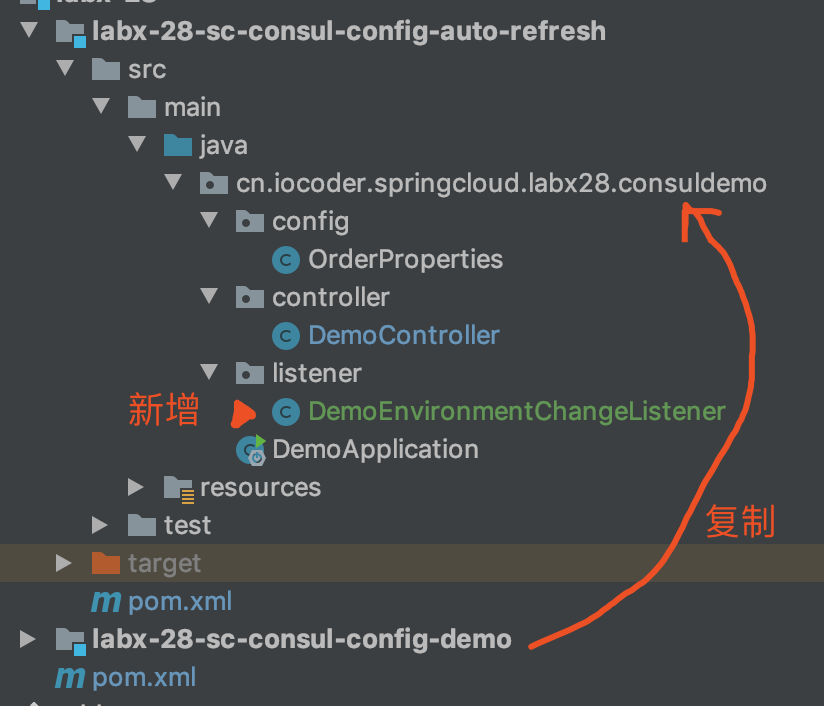 labx-28-sc-consul-config-auto-refresh
src
main
java
cn.iocoder.springcloud.labx28.consuldemo
config
OrderProperties
controller
DemoController
listener
新增 DemoEnvironmentChangeListener
DemoApplication
resources
test
复制
target
pom.xml
labx-28-sc-consul-config-demo
pom.xml